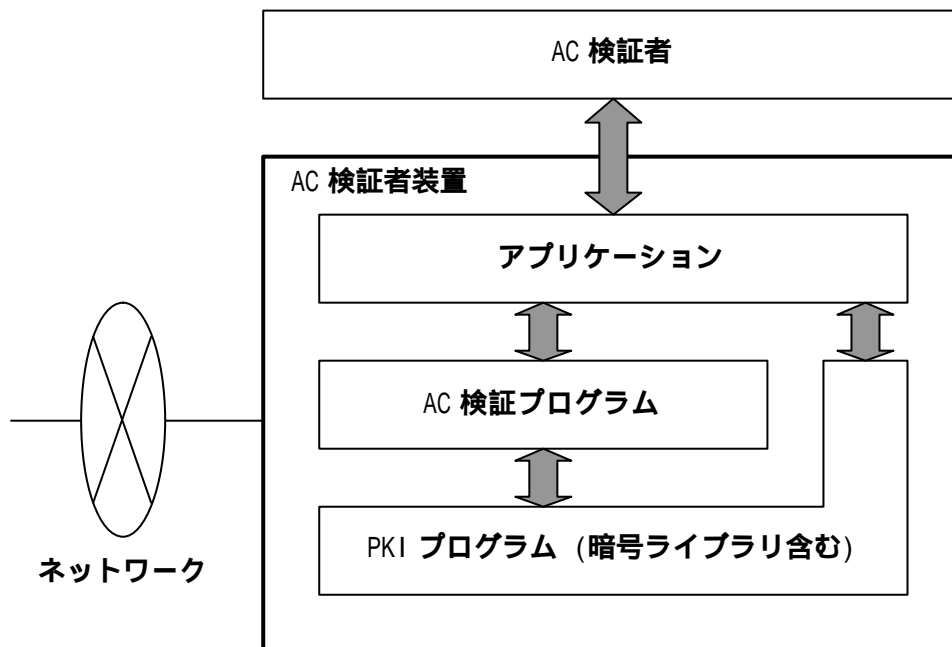 AC 検証者
AC 検証者装置
アプリケーション
AC 検証プログラム
PKI プログラム (暗号ライブラリ含む)
ネットワーク